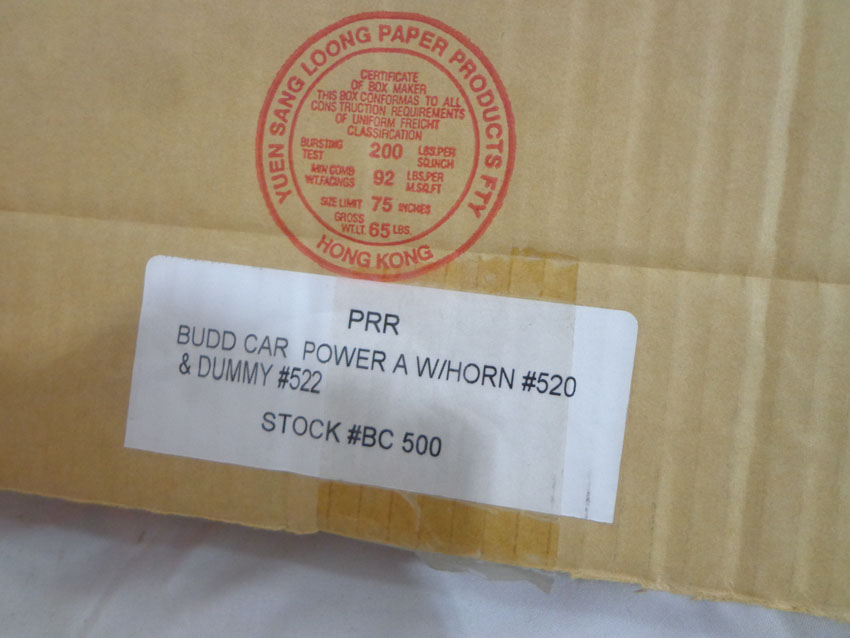 YUEN SANG LOONG PAPER PRODUCTS FTY
CERTIFICATE
OF BOX MAKER
THIS BOX CONFORMAS TO ALL
CONSTRUCTION REQUIREMENTS
OF UNIFORM FREIGHT
CLASSIFICATION
BURSTING TEST 200 LBS.PER SQ.INCH
MIN COMB WT.FACINGS 92 LBS.PER M.SQ.FT
SIZE LIMIT 75 INCHES
GROSS WT.LT. 65 LBS.
HONG KONG
PRR
BUDD CAR POWER A W/HORN #520
& DUMMY #522
STOCK #BC 500